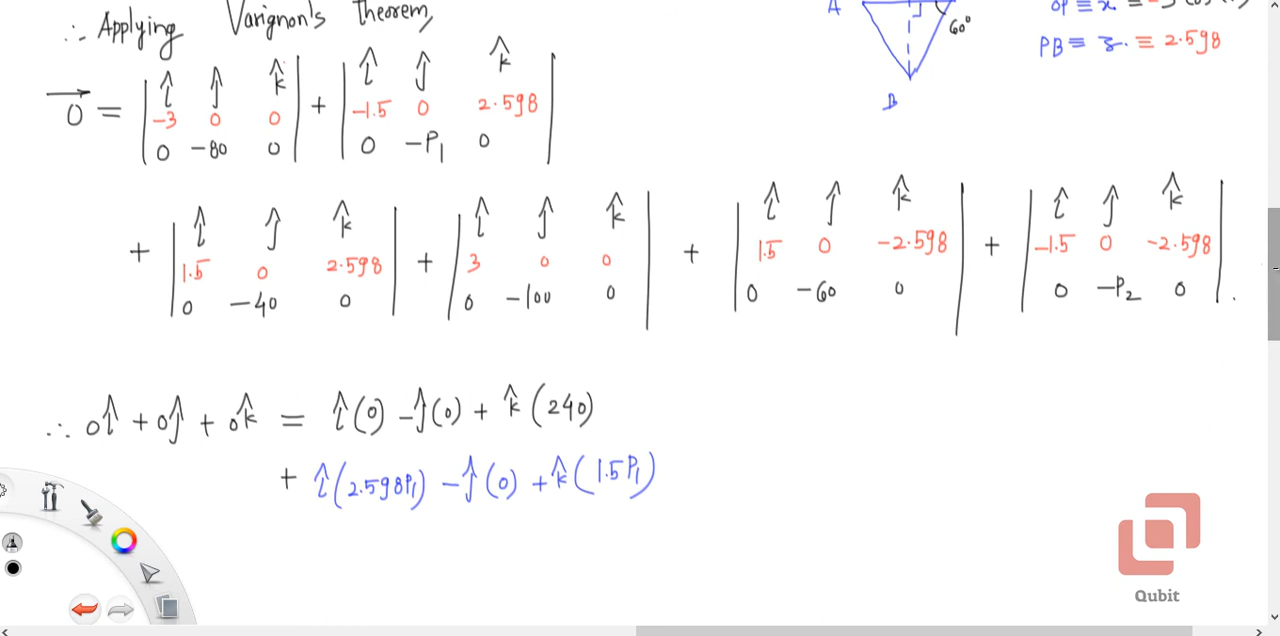 ∴ Applying Varignon's Theorem,
A
60°
OP ≡ x
PB ≡ z. ≡ 2.598
B
0⃗ = | î ĵ k̂ | + | î ĵ k̂ |
-3 0 0 -1.5 0 2.598
0 -80 0 0 -P₁ 0
+ | î ĵ k̂ | + | î ĵ k̂ | + | î ĵ k̂ | + | î ĵ k̂ | .
1.5 0 2.598 3 0 0 1.5 0 -2.598 -1.5 0 -2.598
0 -40 0 0 -100 0 0 -60 0 0 -P₂ 0
∴ 0î + 0ĵ + 0k̂ = î(0) - ĵ(0) + k̂(240)
+ î(2.598P₁) - ĵ(0) + k̂(1.5P₁)
Qubit